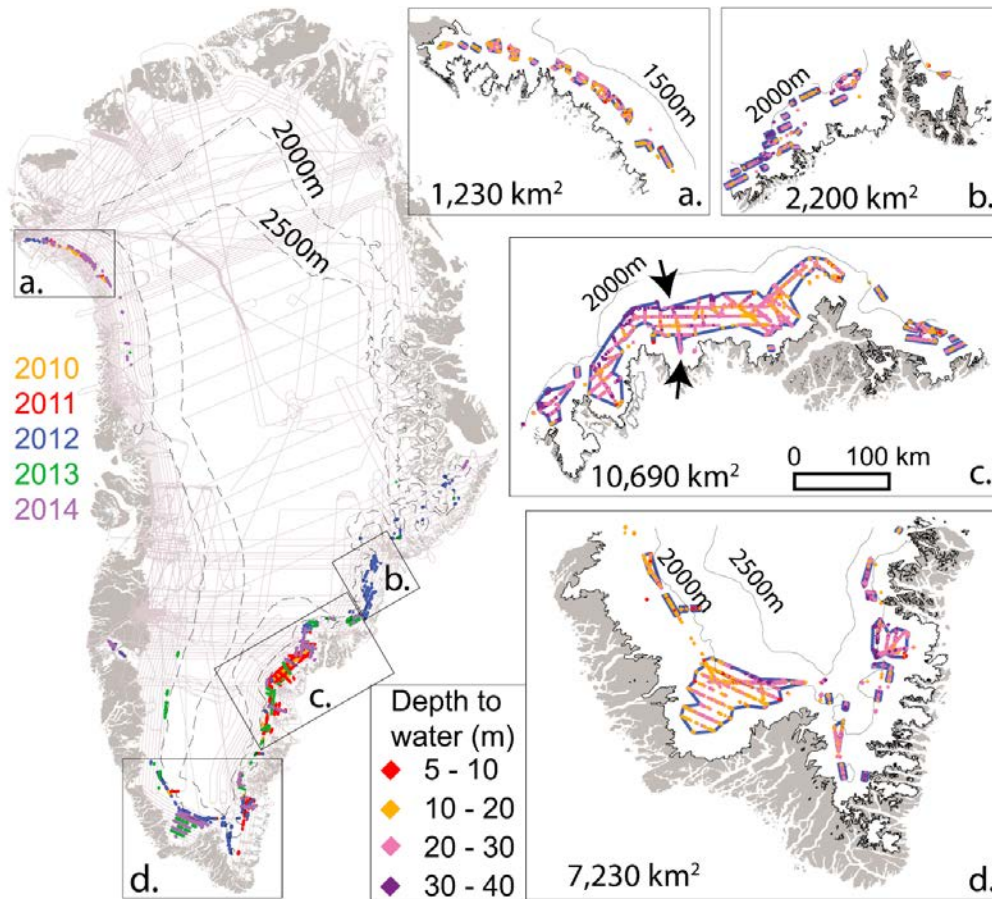 2000m
2500m
a.
b.
c.
d.
2010
2011
2012
2013
2014
Depth to
water (m)
5 - 10
10 - 20
20 - 30
30 - 40
1500m
1,230 km²
a.
2000m
2,200 km²
b.
2000m
10,690 km²
0 100 km
c.
2000m
2500m
7,230 km²
d.